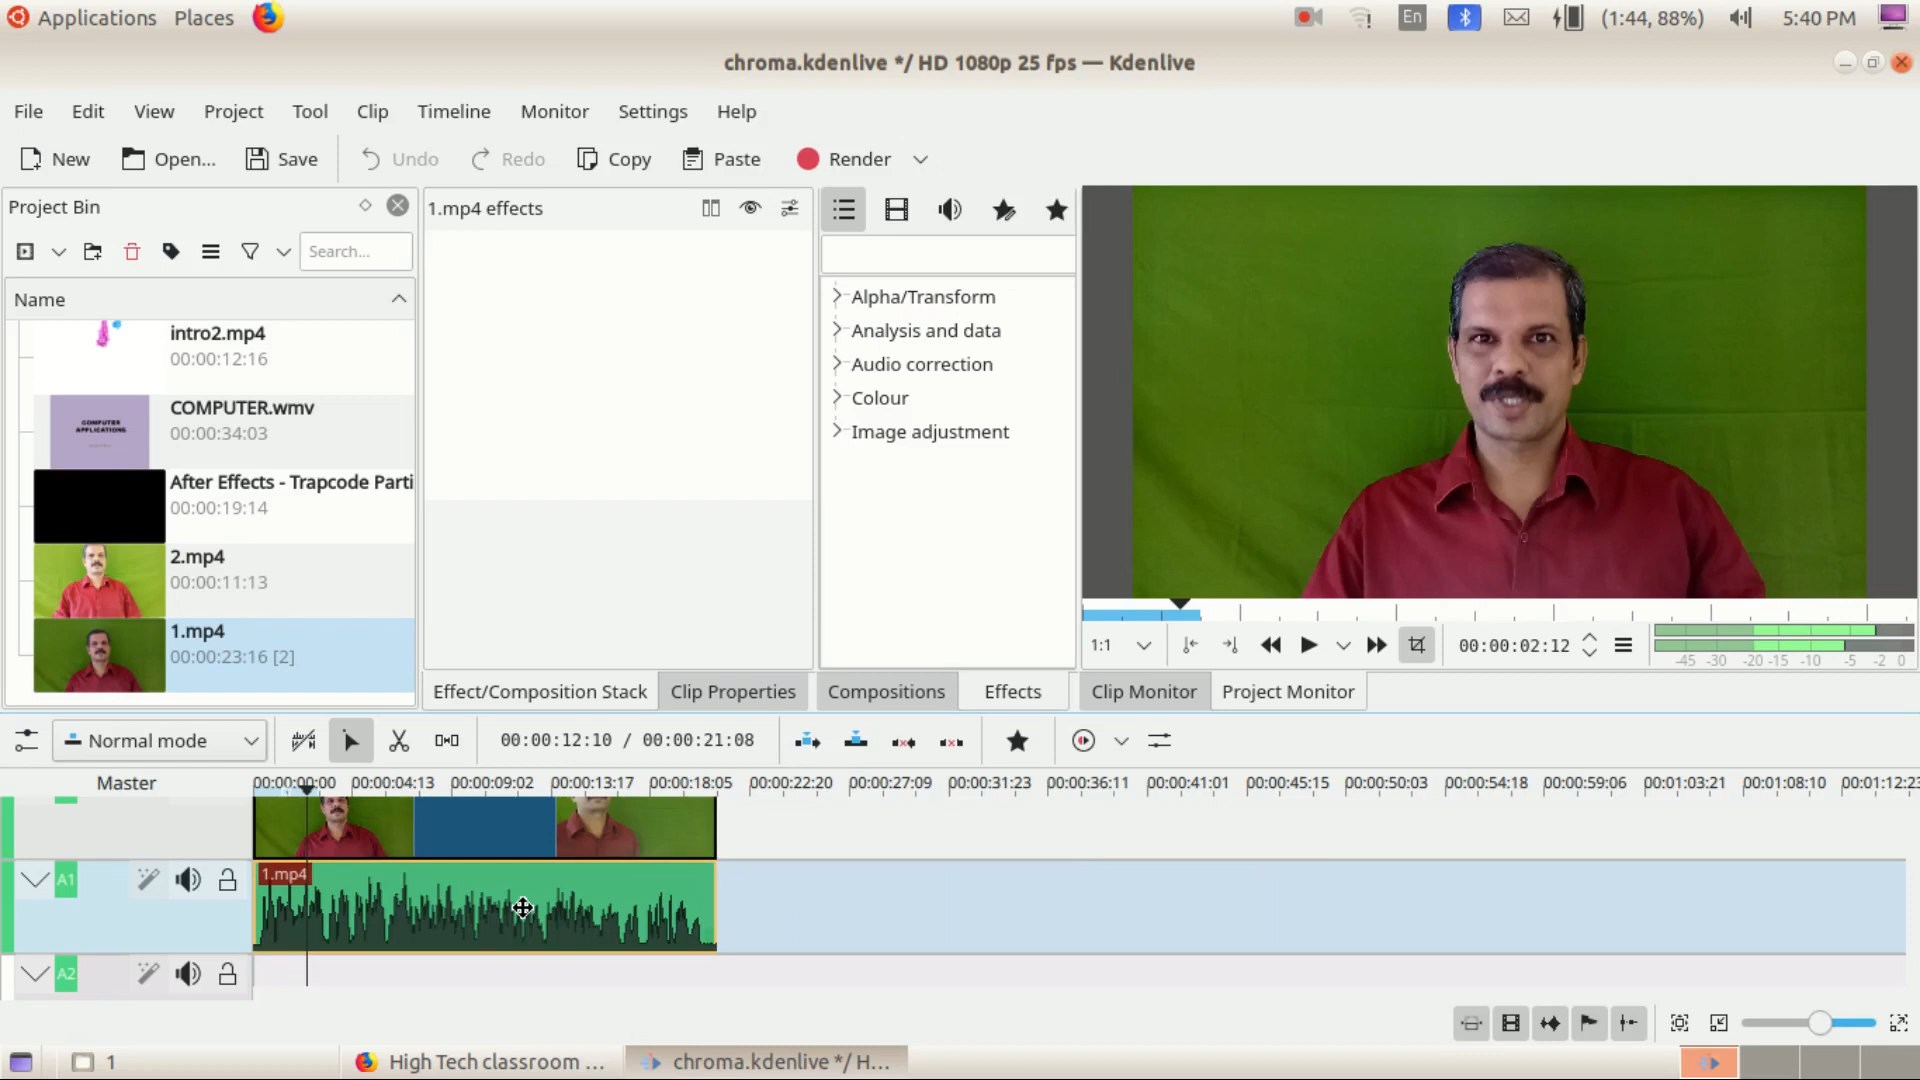 Applications Places En (1:44, 88%) 5:40 PM
chroma.kdenlive */ HD 1080p 25 fps — Kdenlive
File Edit View Project Tool Clip Timeline Monitor Settings Help
New Open... Save Undo Redo Copy Paste Render
Project Bin
Search...
Name
intro2.mp4
00:00:12:16
COMPUTER APPLICATIONS
COMPUTER.wmv
00:00:34:03
After Effects - Trapcode Parti
00:00:19:14
2.mp4
00:00:11:13
1.mp4
00:00:23:16 [2]
1.mp4 effects
Alpha/Transform
Analysis and data
Audio correction
Colour
Image adjustment
1:1 00:00:02:12
-45 -30 -20 -15 -10 -5 -2 0
Effect/Composition Stack Clip Properties Compositions Effects Clip Monitor Project Monitor
Normal mode 00:00:12:10 / 00:00:21:08
Master 00:00:00:00 00:00:04:13 00:00:09:02 00:00:13:17 00:00:18:05 00:00:22:20 00:00:27:09 00:00:31:23 00:00:36:11 00:00:41:01 00:00:45:15 00:00:50:03 00:00:54:18 00:00:59:06 00:01:03:21 00:01:08:10 00:01:12:23
A1 1.mp4
A2
1 High Tech classroom ... chroma.kdenlive */ H...